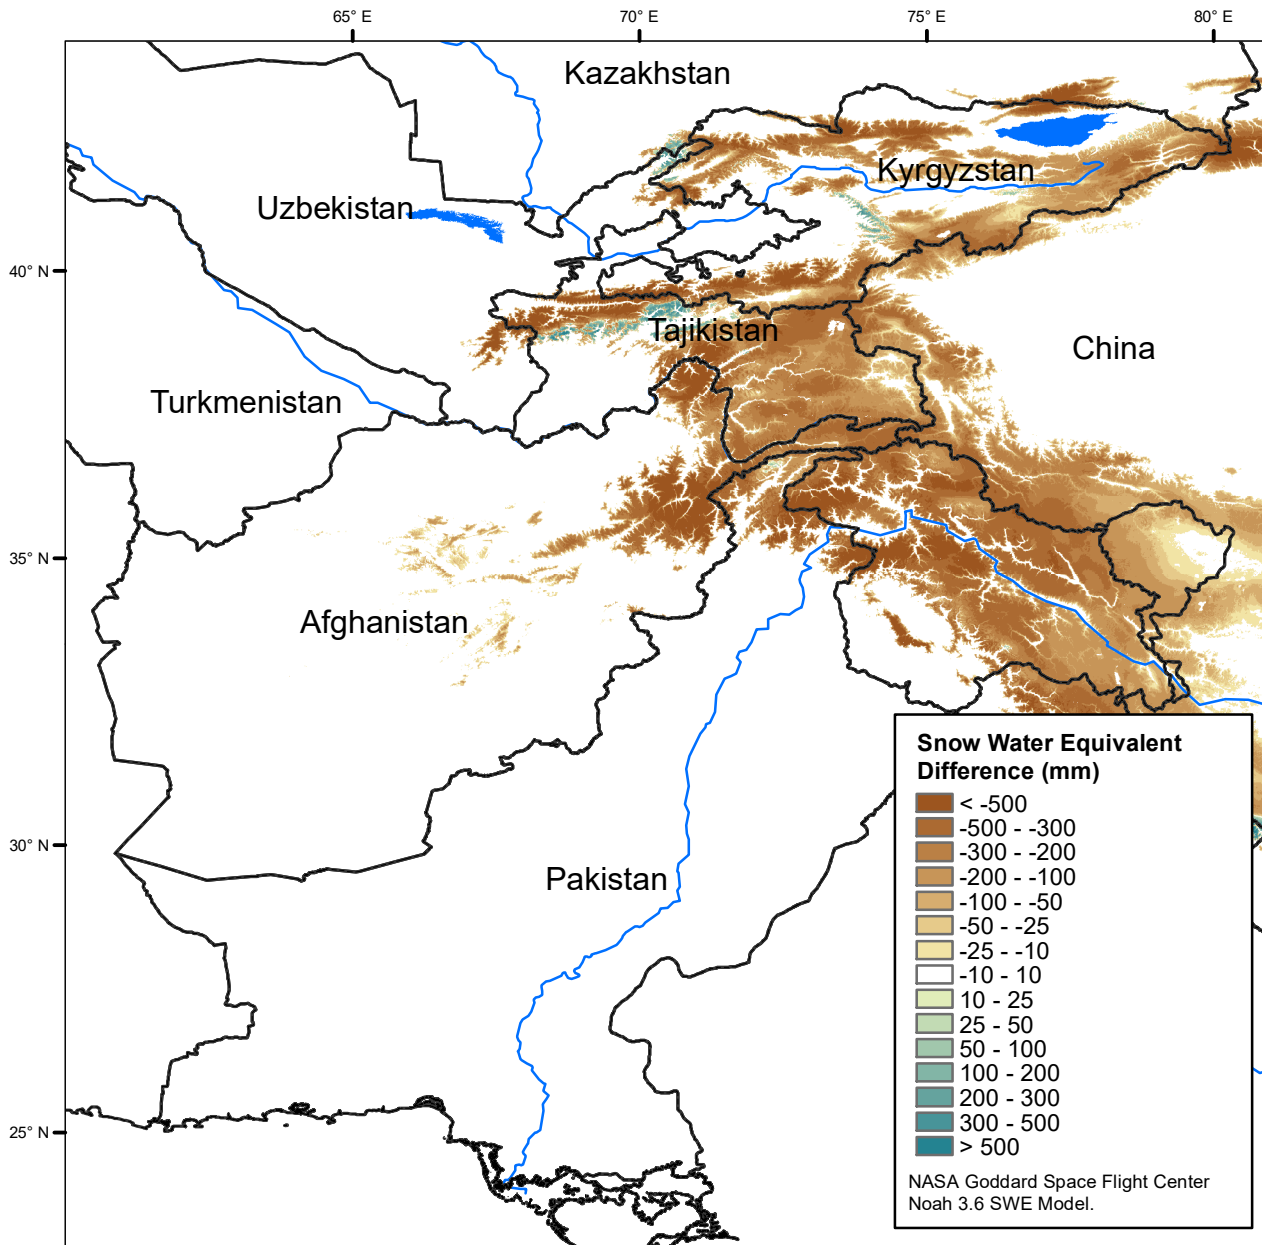 65° E
70° E
75° E
80° E
Kazakhstan
Kyrgyzstan
Uzbekistan
40° N
Tajikistan
China
Turkmenistan
35° N
Afghanistan
Snow Water Equivalent
Difference (mm)
< -500
-500 - -300
-300 - -200
-200 - -100
-100 - -50
-50 - -25
-25 - -10
-10 - 10
10 - 25
25 - 50
50 - 100
100 - 200
200 - 300
300 - 500
> 500
NASA Goddard Space Flight Center
Noah 3.6 SWE Model.
30° N
Pakistan
25° N